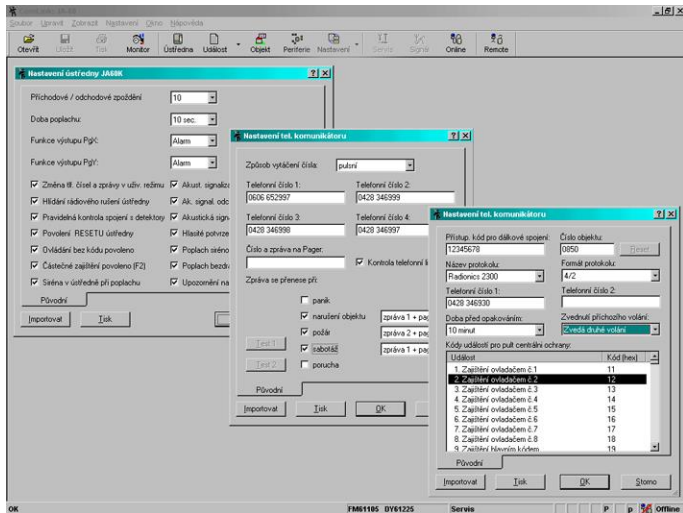 ComLink JA-60
Soubor Upravit Zobrazit Nastavení Okno Nápověda
Otevřít Uložit Tisk Monitor Ústředna Událost Objekt Periferie Nastavení Servis Signál Online Remote
Nastavení ústředny JA60K
Příchodové / odchodové zpoždění 10
Doba poplachu: 10 sec.
Funkce výstupu PgX: Alarm
Funkce výstupu PgY: Alarm
Změna tel. čísel a zprávy v uživ. režimu Akust. signaliza
Hlídání rádiového rušení ústředny Ak. signal. odc
Pravidelná kontrola spojení s detektory Akustická sign
Povolení RESETU ústředny Hlasité potvrze
Ovládání bez kódu povoleno Poplach siréno
Částečné zajištění povoleno (F2) Poplach bezdra
Siréna v ústředně při poplachu Upozornění na
Původní
Importovat Tisk
Nastavení tel. komunikátoru
Způsob vytáčení čísla: pulsní
Telefonní číslo 1: Telefonní číslo 2:
0606 652997 0428 346999
Telefonní číslo 3: Telefonní číslo 4:
0428 346998 0428 346997
Číslo a zpráva na Pager:
Kontrola telefonní li
Zpráva se přenese při:
panik
narušení objektu zpráva 1 + pag
požár zpráva 2 + pag
Test 1 sabotáž zpráva 1 + pag
Test 2 porucha
Původní
Importovat Tisk OK
Nastavení tel. komunikátoru
Přístup. kód pro dálkové spojení: Číslo objektu:
12345678 0850 Reset
Název protokolu: Formát protokolu:
Radionics 2300 4/2
Telefonní číslo 1: Telefonní číslo 2:
0428 346930
Doba před opakováním: Zvednutí příchozího volání:
10 minut Zvedá druhé volání
Kódy událostí pro pult centrální ochrany:
Událost Kód (hex)
1. Zajištění ovladačem č.1 11
2. Zajištění ovladačem č.2 12
3. Zajištění ovladačem č.3 13
4. Zajištění ovladačem č.4 14
5. Zajištění ovladačem č.5 15
6. Zajištění ovladačem č.6 16
7. Zajištění ovladačem č.7 17
8. Zajištění ovladačem č.8 18
9. Zajištění hlavním kódem 19
Původní
Importovat Tisk OK Storno
OK FM61105 DY61225 Servis P p Offline